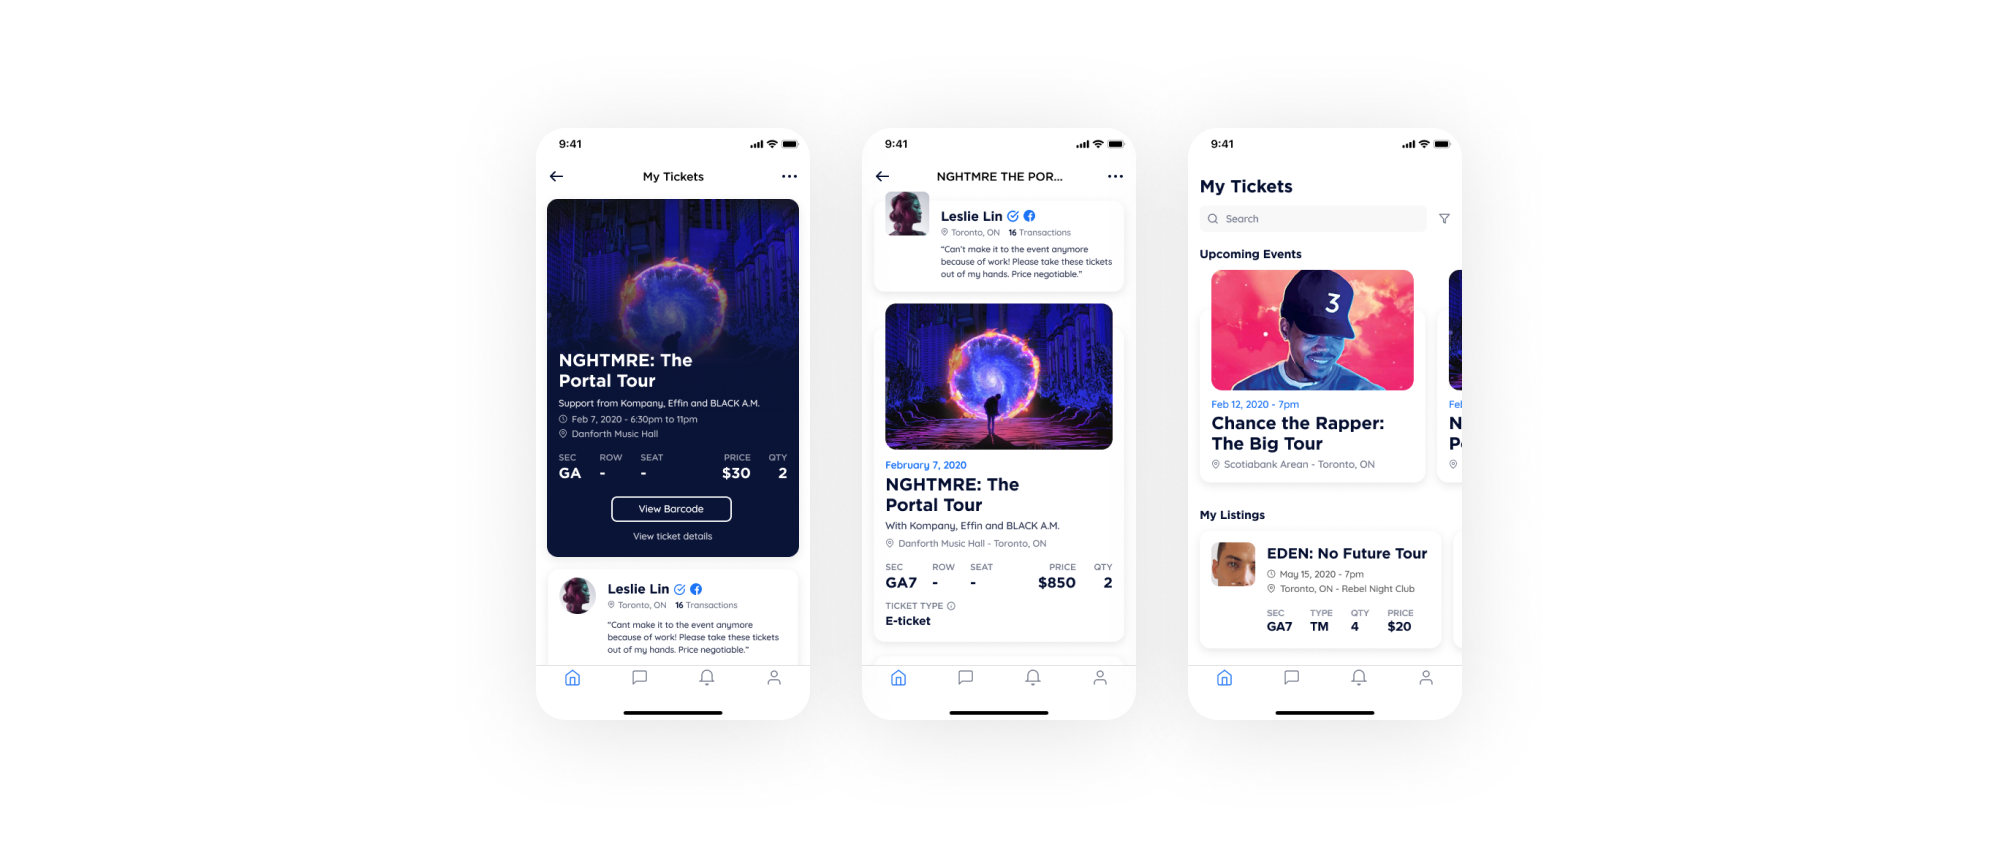 9:41
My Tickets
NGHTMRE: The
Portal Tour
Support from Kompany, Effin and BLACK A.M.
Feb 7, 2020 - 6:30pm to 11pm
Danforth Music Hall
SEC ROW SEAT PRICE QTY
GA - - $30 2
View Barcode
View ticket details
Leslie Lin
Toronto, ON 16 Transactions
“Cant make it to the event anymore
because of work! Please take these tickets
out of my hands. Price negotiable.”
9:41
NGHTMRE THE POR...
Leslie Lin
Toronto, ON 16 Transactions
“Can’t make it to the event anymore
because of work! Please take these tickets
out of my hands. Price negotiable.”
February 7, 2020
NGHTMRE: The
Portal Tour
With Kompany, Effin and BLACK A.M.
Danforth Music Hall - Toronto, ON
SEC ROW SEAT PRICE QTY
GA7 - - $850 2
TICKET TYPE
E-ticket
9:41
My Tickets
Search
Upcoming Events
3
Feb 12, 2020 - 7pm
Chance the Rapper:
The Big Tour
Scotiabank Arean - Toronto, ON
My Listings
EDEN: No Future Tour
May 15, 2020 - 7pm
Toronto, ON - Rebel Night Club
SEC TYPE QTY PRICE
GA7 TM 4 $20